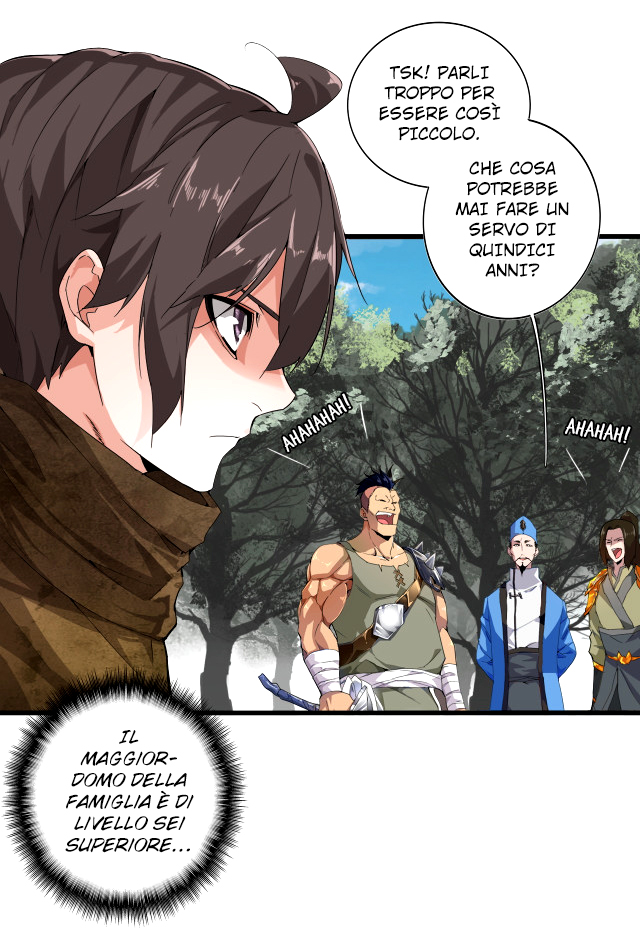 TSK! PARLI
TROPPO PER
ESSERE COSÌ
PICCOLO.
CHE COSA
POTREBBE
MAI FARE UN
SERVO DI
QUINDICI
ANNI?
AHAHAHAH!
AHAHAH!
IL
MAGGIOR-
DOMO DELLA
FAMIGLIA È DI
LIVELLO SEI
SUPERIORE...